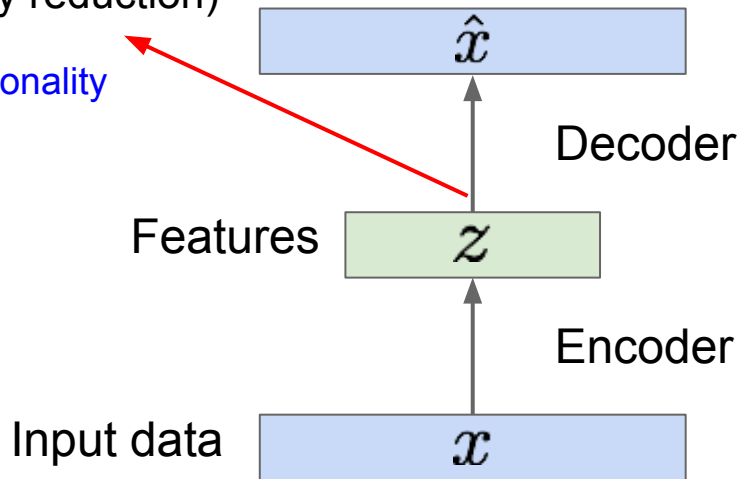 y reduction)
x̂
onality
Decoder
Features
z
Encoder
Input data
x